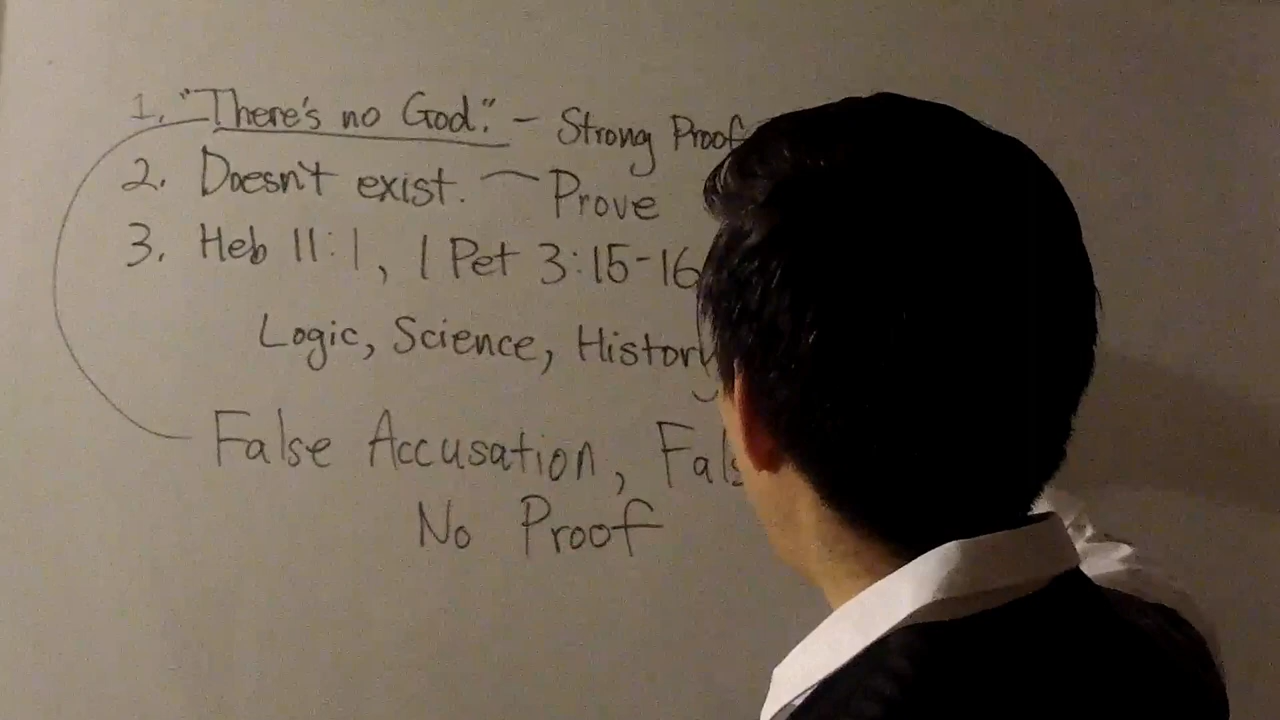 1. "There's no God." - Strong Proof
2. Doesn't exist. — Prove
3. Heb 11:1, 1 Pet 3:15-16
Logic, Science, History
False Accusation,
No Proof